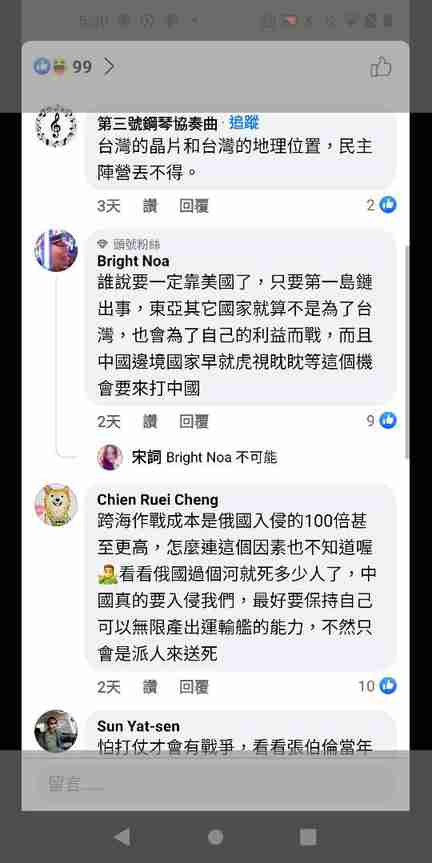 5:30
99
第三號鋼琴協奏曲 · 追蹤
台灣的晶片和台灣的地理位置，民主
陣營丟不得。
3天 讚 回覆 2
頭號粉絲
Bright Noa
誰說要一定靠美國了，只要第一島鏈
出事，東亞其它國家就算不是為了台
灣，也會為了自己的利益而戰，而且
中國邊境國家早就虎視眈眈等這個機
會要來打中國
2天 讚 回覆 9
宋詞 Bright Noa 不可能
Chien Ruei Cheng
跨海作戰成本是俄國入侵的100倍甚
至更高，怎麼連這個因素也不知道喔
🤷看看俄國過個河就死多少人了，中
國真的要入侵我們，最好要保持自己
可以無限產出運輸艦的能力，不然只
會是派人來送死
2天 讚 回覆 10
Sun Yat-sen
怕打仗才會有戰爭，看看張伯倫當年
留言......